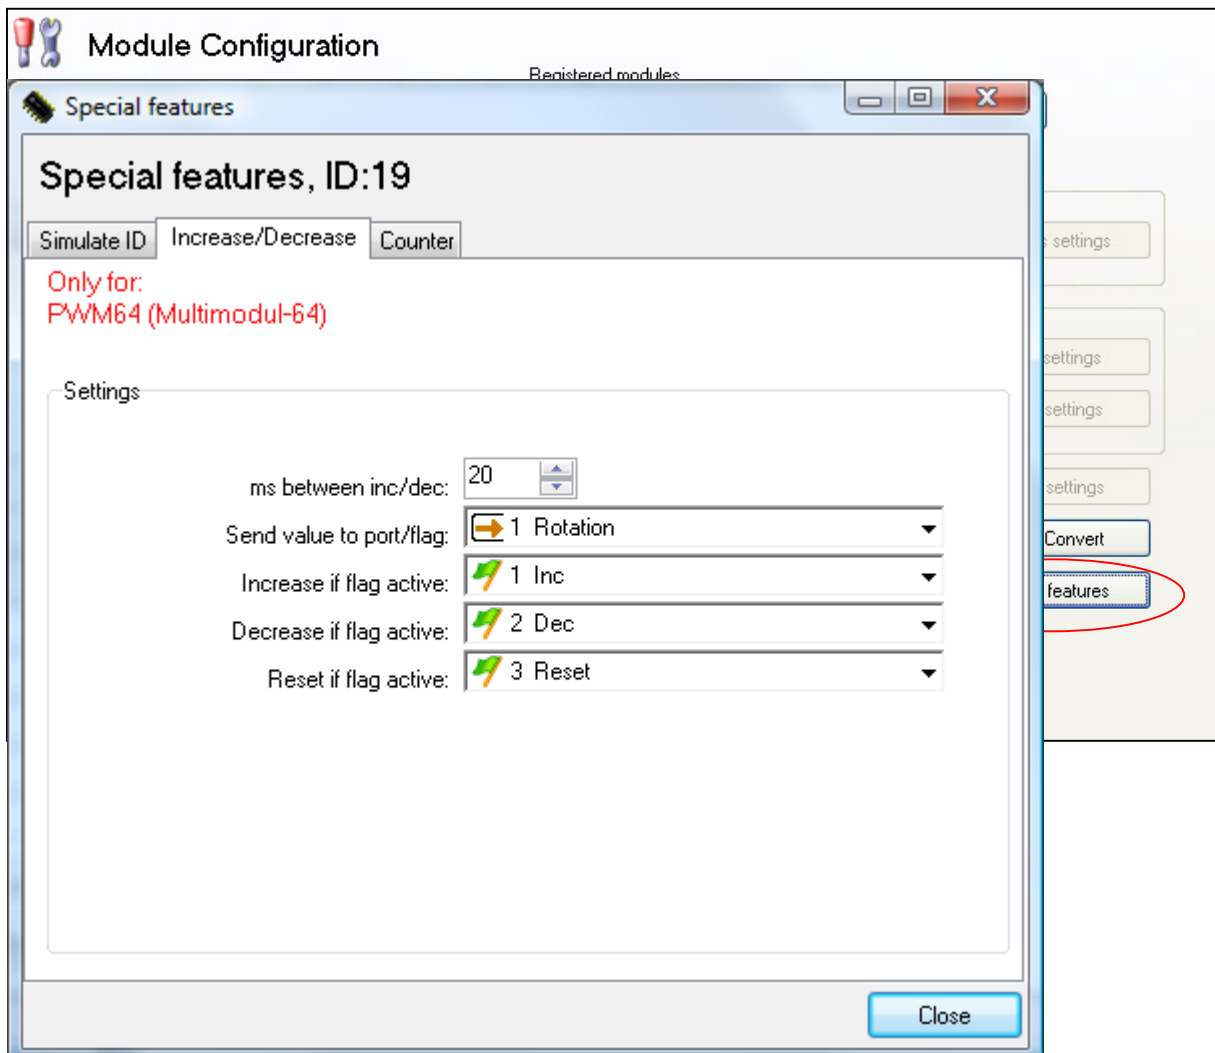 Module Configuration
Registered modules
Special features
Special features, ID:19
Simulate ID Increase/Decrease Counter
Only for:
PWM64 (Multimodul-64)
Settings
ms between inc/dec: 20
Send value to port/flag: 1 Rotation
Increase if flag active: 1 Inc
Decrease if flag active: 2 Dec
Reset if flag active: 3 Reset
Close
settings
settings
settings
settings
Convert
features